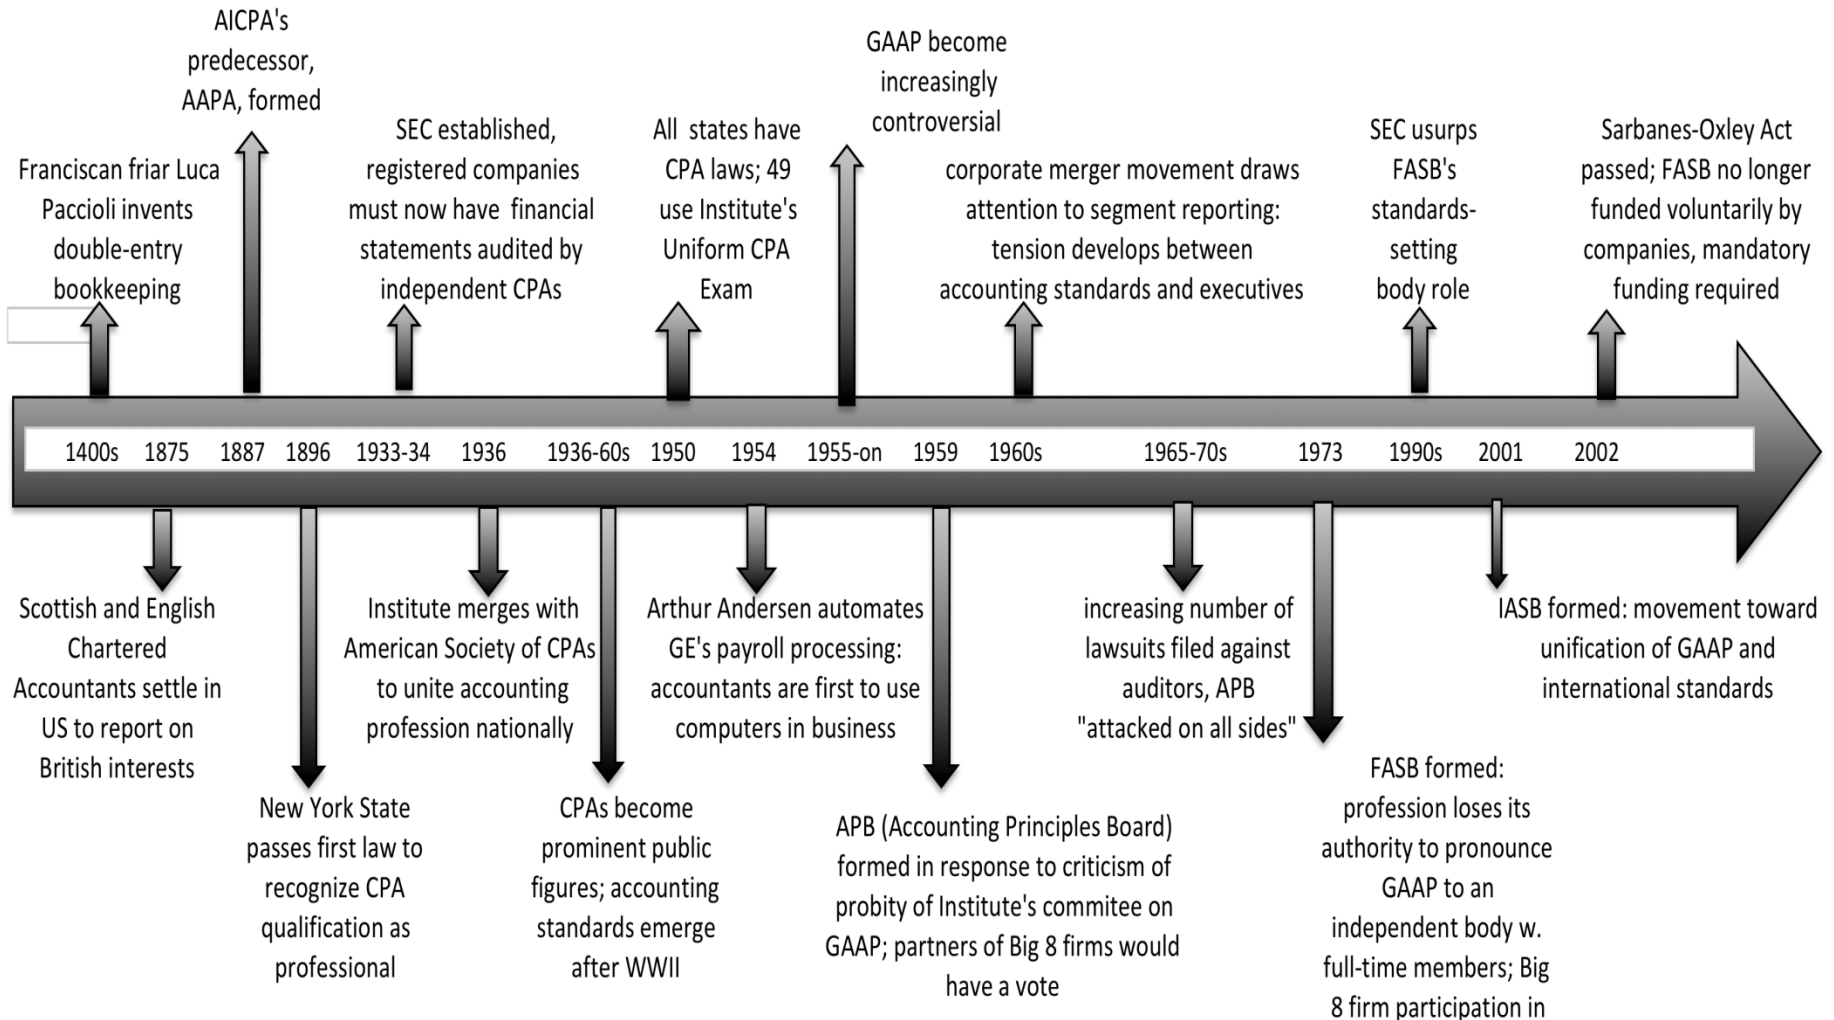 AICPA's
predecessor,
AAPA, formed
GAAP become
increasingly
controversial
Franciscan friar Luca
Paccioli invents
double-entry
bookkeeping
SEC established,
registered companies
must now have financial
statements audited by
independent CPAs
All states have
CPA laws; 49
use Institute's
Uniform CPA
Exam
corporate merger movement draws
attention to segment reporting:
tension develops between
accounting standards and executives
SEC usurps
FASB's
standards-
setting
body role
Sarbanes-Oxley Act
passed; FASB no longer
funded voluntarily by
companies, mandatory
funding required
1400s 1875 1887 1896 1933-34 1936 1936-60s 1950 1954 1955-on 1959 1960s 1965-70s 1973 1990s 2001 2002
Scottish and English
Chartered
Accountants settle in
US to report on
British interests
New York State
passes first law to
recognize CPA
qualification as
professional
Institute merges with
American Society of CPAs
to unite accounting
profession nationally
CPAs become
prominent public
figures; accounting
standards emerge
after WWII
Arthur Andersen automates
GE's payroll processing:
accountants are first to use
computers in business
APB (Accounting Principles Board)
formed in response to criticism of
probity of Institute's commitee on
GAAP; partners of Big 8 firms would
have a vote
increasing number of
lawsuits filed against
auditors, APB
"attacked on all sides"
FASB formed:
profession loses its
authority to pronounce
GAAP to an
independent body w.
full-time members; Big
8 firm participation in
IASB formed: movement toward
unification of GAAP and
international standards